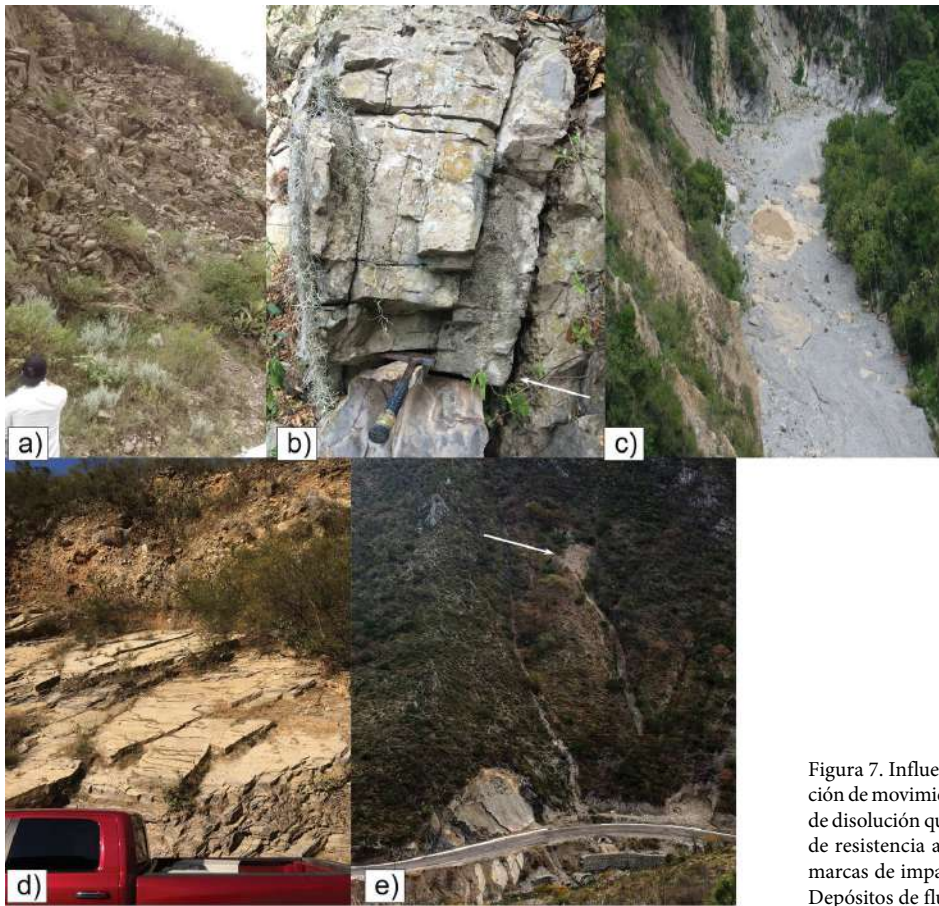 a)
b)
c)
d)
e)
Figura 7. Influe
ción de movimie
de disolución qu
de resistencia a
marcas de impa
Depósitos de flu